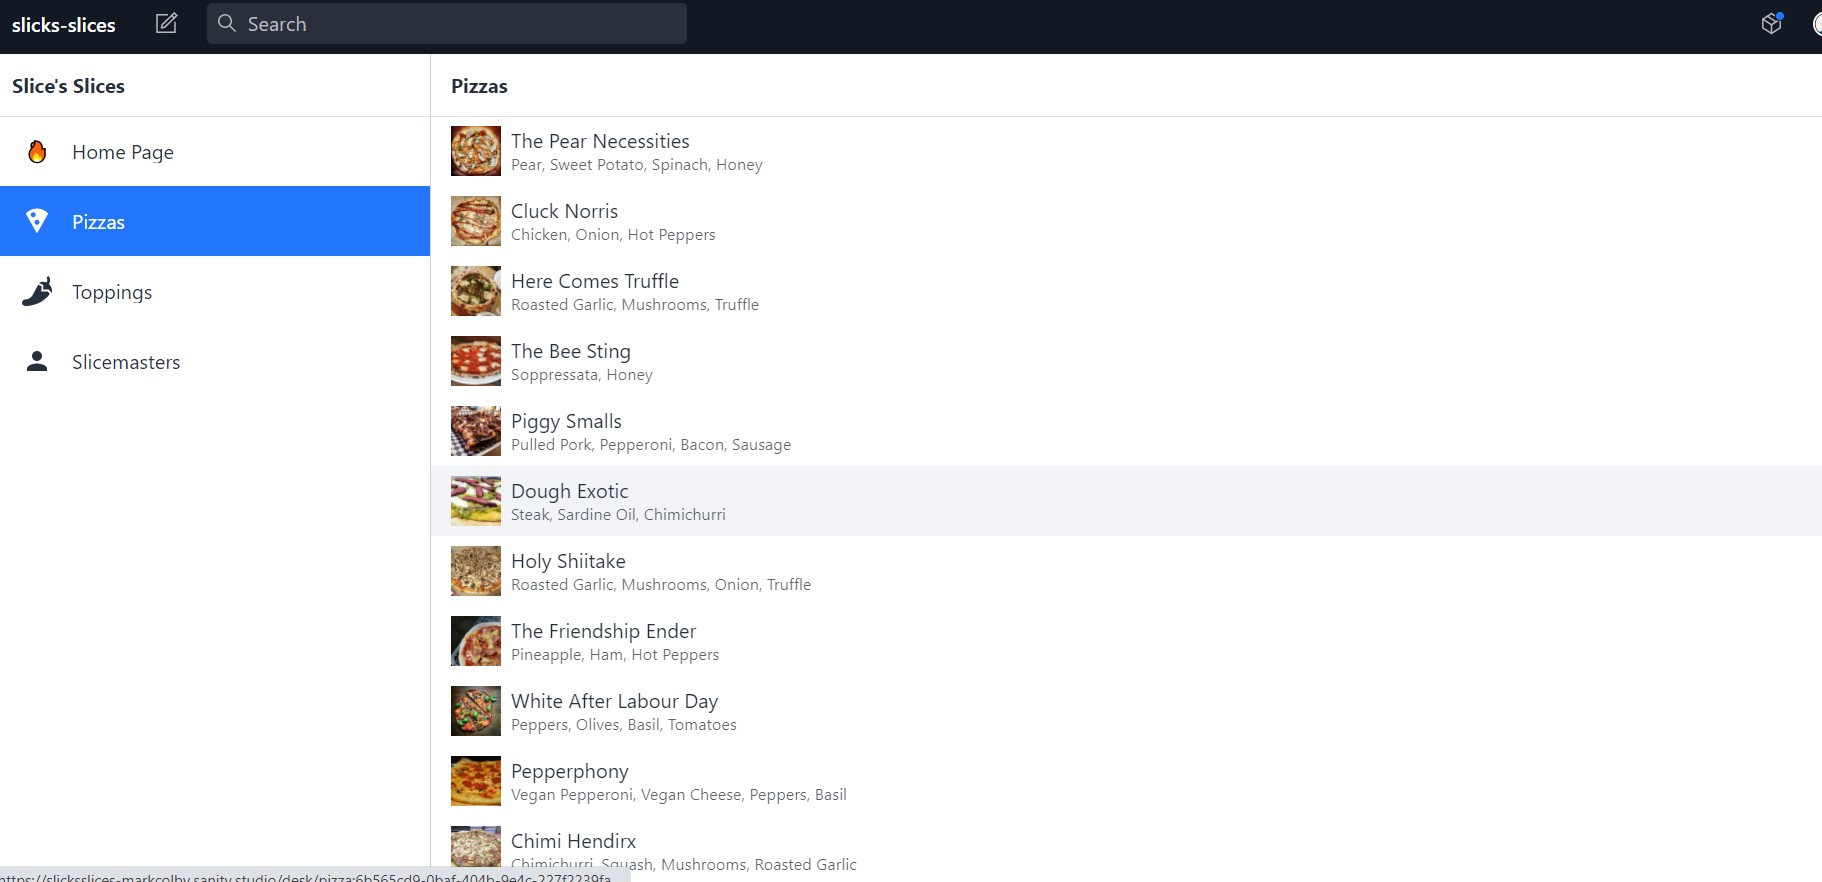 slicks-slices
Search
Slice's Slices
Home Page
Pizzas
Toppings
Slicemasters
Pizzas
The Pear Necessities
Pear, Sweet Potato, Spinach, Honey
Cluck Norris
Chicken, Onion, Hot Peppers
Here Comes Truffle
Roasted Garlic, Mushrooms, Truffle
The Bee Sting
Soppressata, Honey
Piggy Smalls
Pulled Pork, Pepperoni, Bacon, Sausage
Dough Exotic
Steak, Sardine Oil, Chimichurri
Holy Shiitake
Roasted Garlic, Mushrooms, Onion, Truffle
The Friendship Ender
Pineapple, Ham, Hot Peppers
White After Labour Day
Peppers, Olives, Basil, Tomatoes
Pepperphony
Vegan Pepperoni, Vegan Cheese, Peppers, Basil
Chimi Hendirx
Chimichurri, Squash, Mushrooms, Roasted Garlic
https://slicksslices-markcolby.sanity.studio/desk/pizza;6b565cd9-0baf-404b-9e4c-227f2239fa